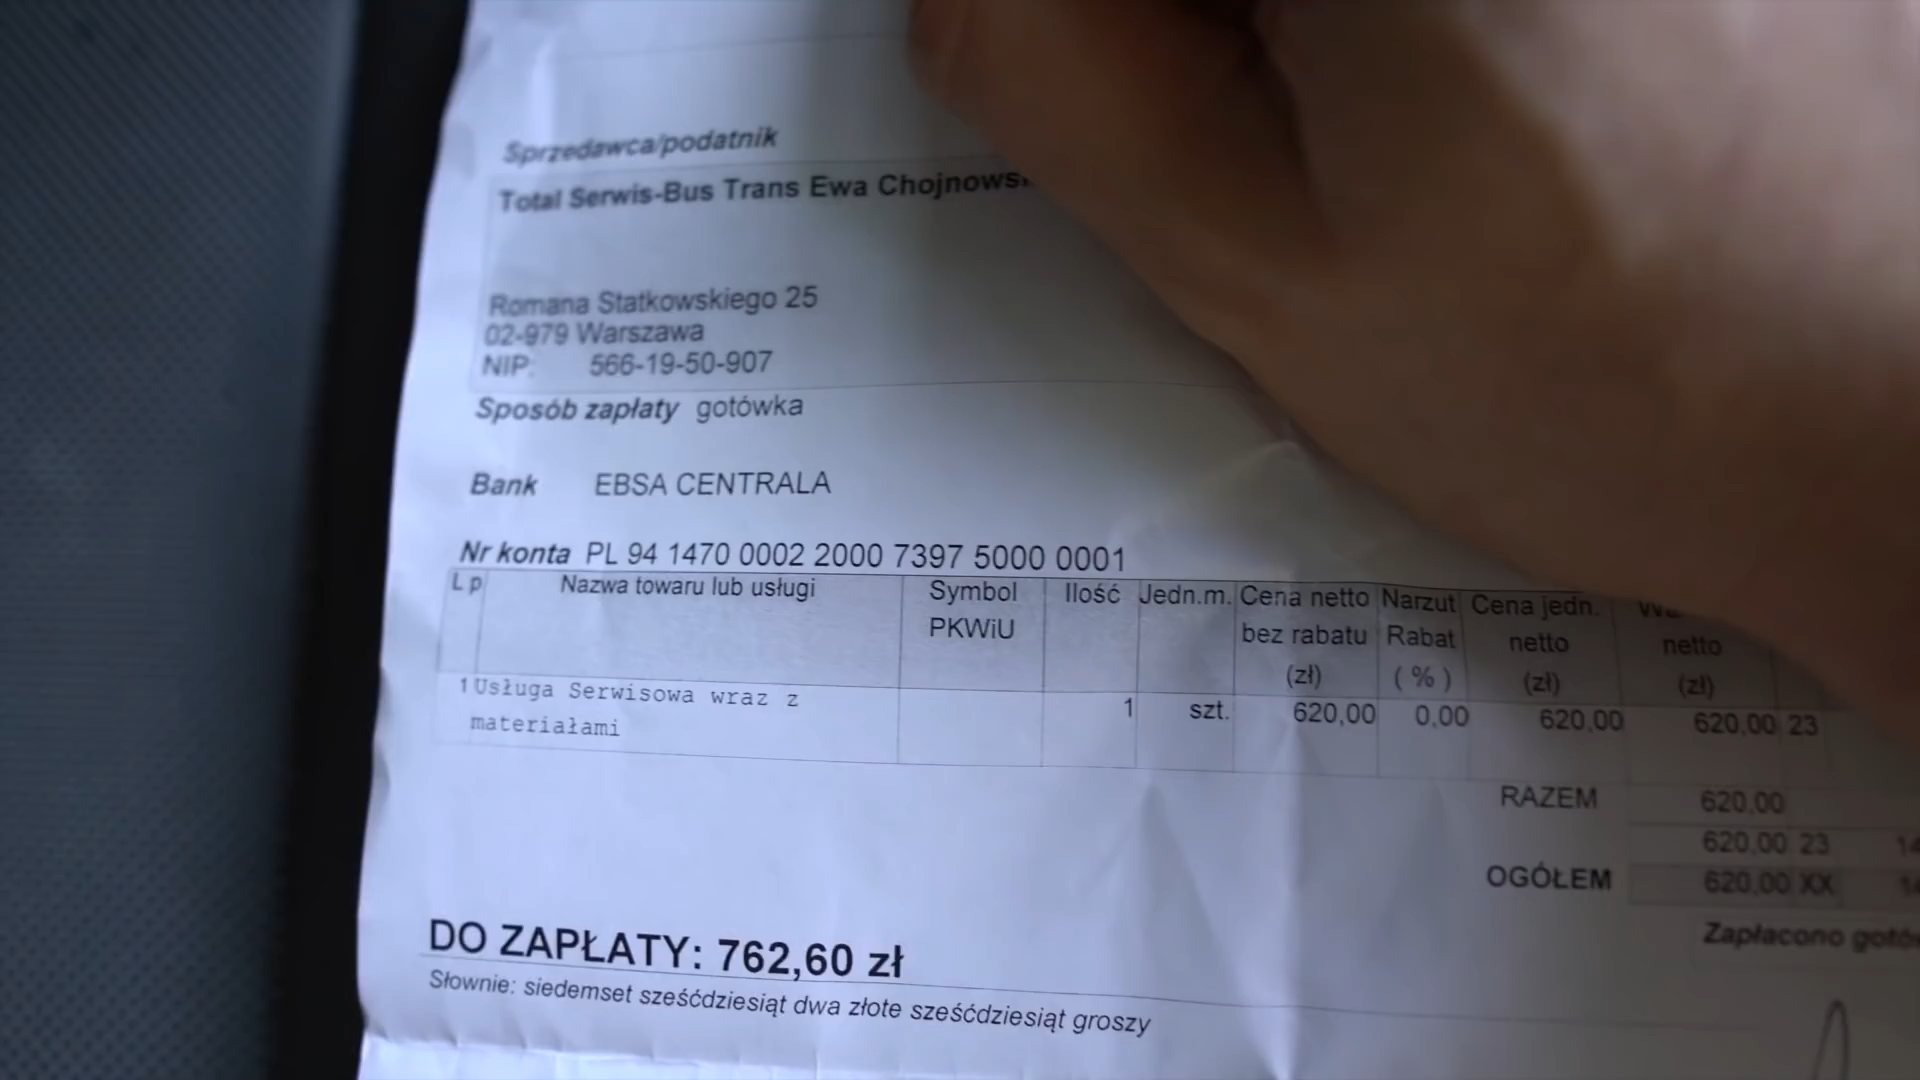 Sprzedawca/podatnik
Total Serwis-Bus Trans Ewa
Romana Statkowskiego 25
02-979 Warszawa
NIP: 566-19-50-907
Sposób zapłaty gotówka
Bank EBSA CENTRALA
Nr konta PL 94 1470 0002 2000 7397 5000 0001
L p Nazwa towaru lub usługi Symbol Ilość Jedn.m. Cena netto Narzut Cena jedn.
PKWiU bez rabatu Rabat netto netto
(zł) (%) (zł) (zł)
1 Usługa Serwisowa wraz z 1 szt. 620,00 0,00 620,00 620,00 23
materiałami
RAZEM 620,00
620,00 23
OGÓŁEM 620,00 XX
Zapłacono
DO ZAPŁATY: 762,60 zł
Słownie: siedemset sześćdziesiąt dwa złote sześćdziesiąt groszy